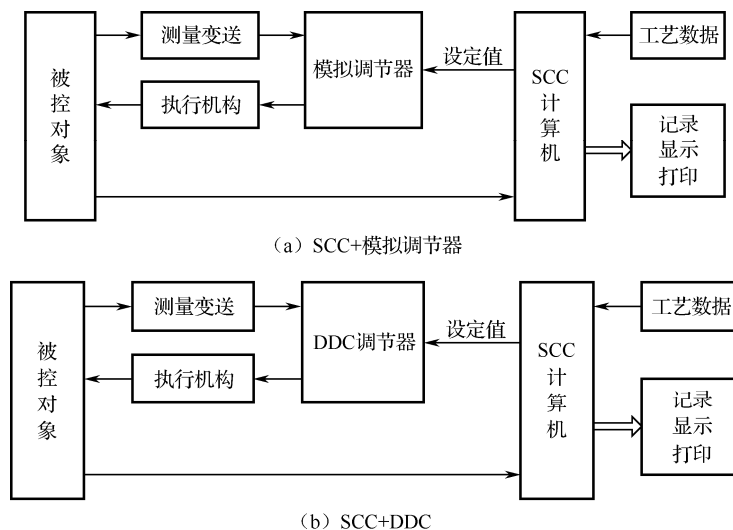 测量变送
工艺数据
模拟调节器
设定值
SCC
计
算
机
被
控
对
象
执行机构
记录
显示
打印
（a）SCC+模拟调节器
测量变送
工艺数据
DDC调节器
设定值
SCC
计
算
机
被
控
对
象
执行机构
记录
显示
打印
（b）SCC+DDC